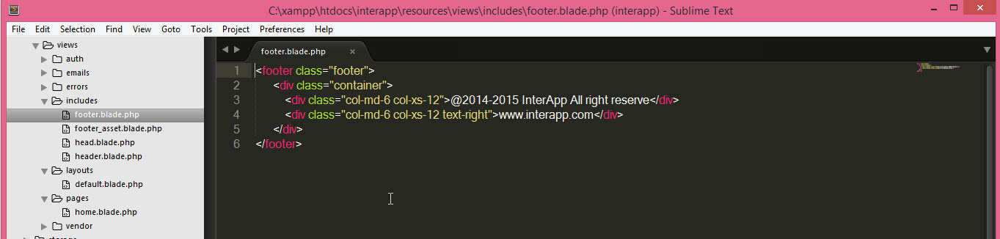 C:\xampp\htdocs\interapp\resources\views\includes\footer.blade.php (interapp) - Sublime Text
File Edit Selection Find View Goto Tools Project Preferences Help
views
auth
emails
errors
includes
footer.blade.php
footer_asset.blade.php
head.blade.php
header.blade.php
layouts
default.blade.php
pages
home.blade.php
vendor
storage
footer.blade.php ×
1 <footer class="footer">
2 <div class="container">
3 <div class="col-md-6 col-xs-12">@2014-2015 InterApp All right reserve</div>
4 <div class="col-md-6 col-xs-12 text-right">www.interapp.com</div>
5 </div>
6 </footer>